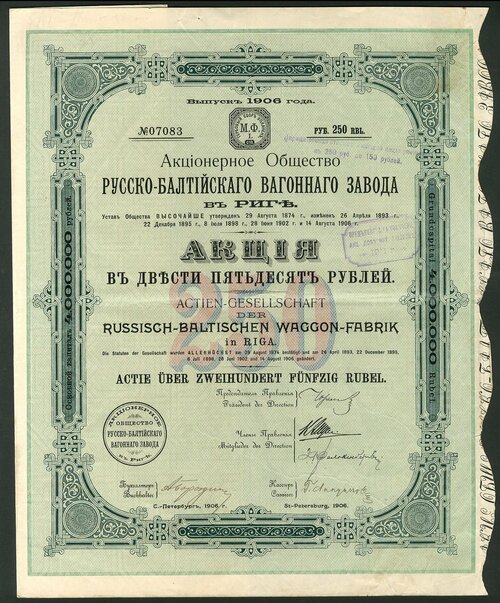 Выпускъ 1906 года.
№07083
М.Ф.
РУБ. 250 RBL.
Акціонерное Общество
РУССКО-БАЛТІЙСКАГО ВАГОННАГО ЗАВОДА
ВЪ РИГѢ.
Уставъ Общества ВЫСОЧАЙШЕ утвержденъ 29 Августа 1874 г., измѣненъ 26 Апрѣля 1893 г.
22 Декабря 1895 г., 8 Іюля 1898 г., 28 Іюня 1902 г. и 14 Августа 1906 г.
АКЦІЯ
ВЪ ДВѢСТИ ПЯТЬДЕСЯТЪ РУБЛЕЙ.
250
ACTIEN-GESELLSCHAFT
DER
RUSSISCH-BALTISCHEN WAGGON-FABRIK
in RIGA.
Die Statuten der Gesellschaft wurden ALLERHÖCHST am 29 August 1874 bestätigt und am 26 April 1893, 22 December 1895,
8 Juli 1898, 28 Juni 1902 und 14 August 1906 geändert.
ACTIE ÜBER ZWEIHUNDERT FÜNFZIG RUBEL.
Предсѣдатель Правленія
Präsident der Direction
Члены Правленія
Mitglieder der Direction
АКЦІОНЕРНОЕ
ОБЩЕСТВО
РУССКО-БАЛТІЙСКАГО
ВАГОННАГО ЗАВОДА
въ Ригѣ.
Бухгалтеръ
Buchhalter
Кассиръ
Cassirer
С.-Петербургъ, 1906 г.
St-Petersburg, 1906.
Основной капиталъ 4.000.000 рублей.
Grundcapital 4.000.000 Rubel.